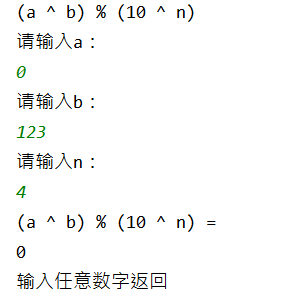 (a ^ b) % (10 ^ n)
请输入a：
0
请输入b：
123
请输入n：
4
(a ^ b) % (10 ^ n) =
0
输入任意数字返回